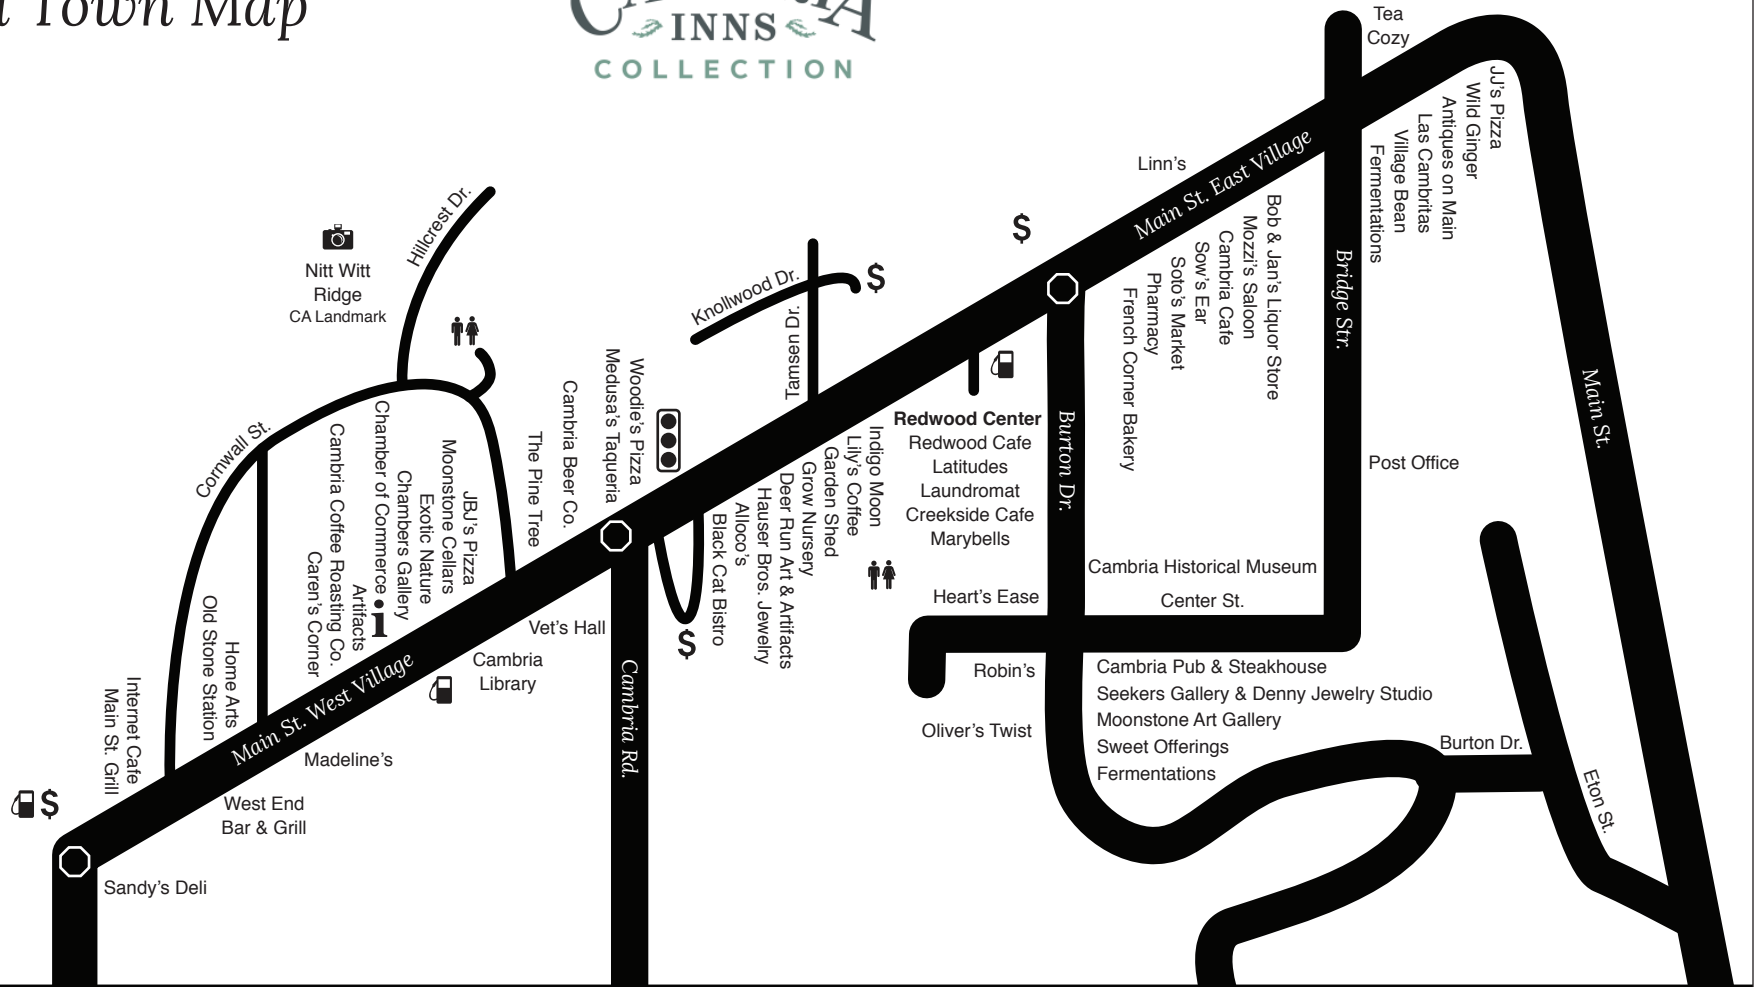 Town Map
INNS
COLLECTION
Tea
Cozy
JJ's Pizza
Wild Ginger
Antiques on Main
Las Cambritas
Village Bean
Fermentations
Linn's
Main St. East Village
$
Bob & Jan's Liquor Store
Mozzi's Saloon
Cambria Cafe
Sow's Ear
Soto's Market
Pharmacy
French Corner Bakery
Bridge Str.
Main St.
Post Office
Hillcrest Dr.
Nitt Witt
Ridge
CA Landmark
Knollwood Dr.
$
Tamsen Dr.
Woodie's Pizza
Medusa's Taqueria
Cambria Beer Co.
The Pine Tree
Cornwall St.
JBJ's Pizza
Moonstone Cellars
Exotic Nature
Chambers Gallery
Chamber of Commerce
i
Artifacts
Cambria Coffee Roasting Co.
Caren's Corner
Home Arts
Old Stone Station
Internet Cafe
Main St. Grill
$
Main St. West Village
Sandy's Deli
West End
Bar & Grill
Madeline's
Cambria
Library
Vet's Hall
Cambria Rd.
$
Indigo Moon
Lily's Coffee
Garden Shed
Grow Nursery
Deer Run Art & Artifacts
Hauser Bros. Jewelry
Alloco's
Black Cat Bistro
Redwood Center
Redwood Cafe
Latitudes
Laundromat
Creekside Cafe
Marybells
Burton Dr.
Heart's Ease
Cambria Historical Museum
Center St.
Robin's
Oliver's Twist
Cambria Pub & Steakhouse
Seekers Gallery & Denny Jewelry Studio
Moonstone Art Gallery
Sweet Offerings
Fermentations
Burton Dr.
Eton St.